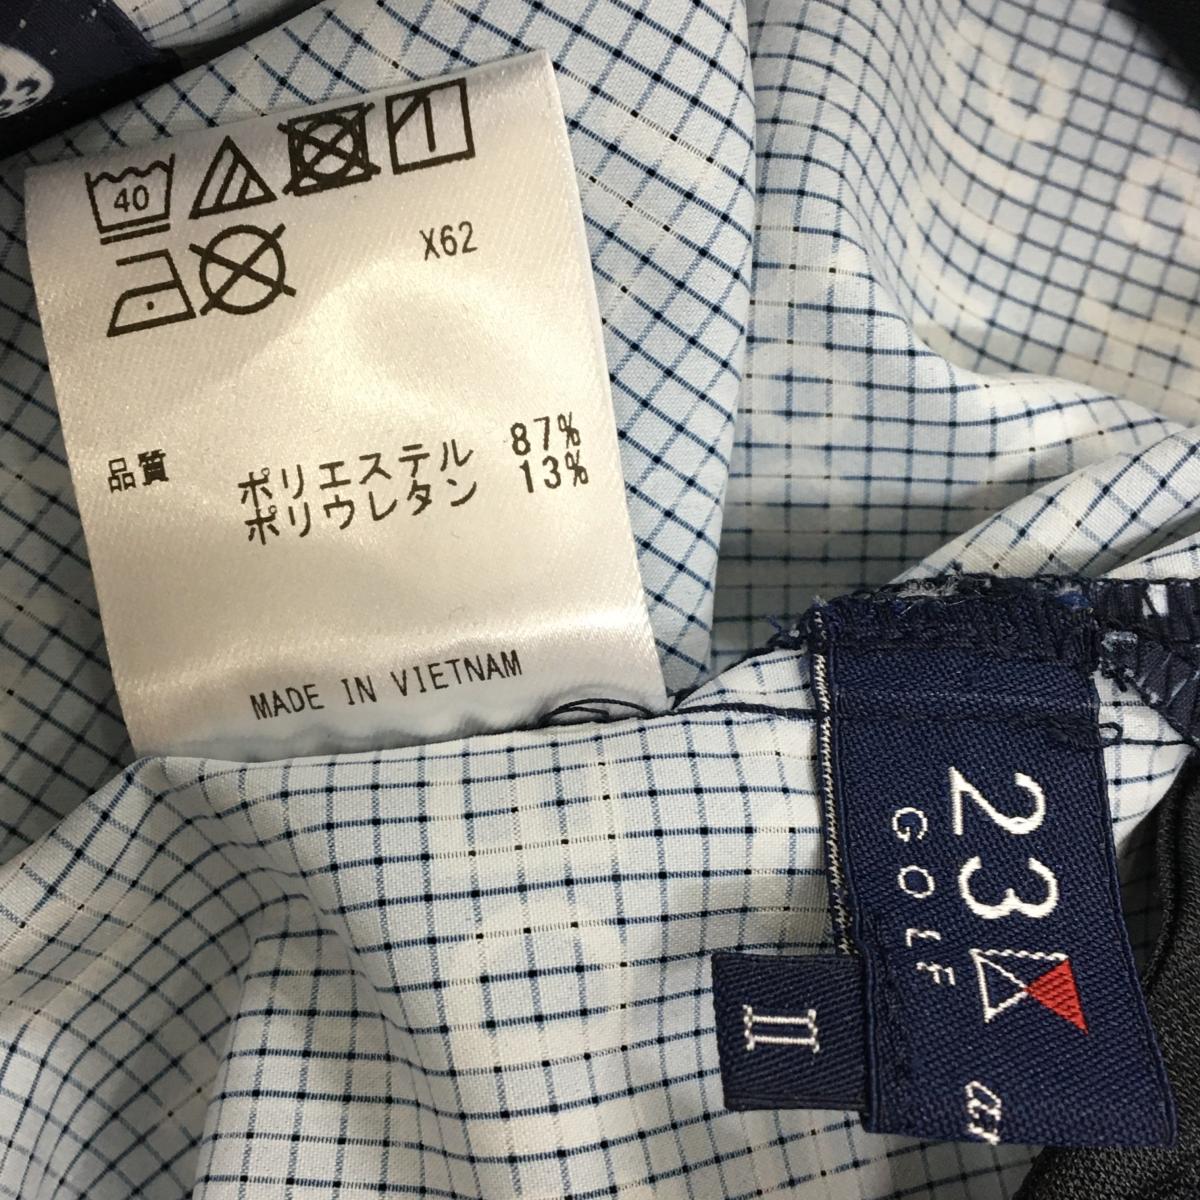 40
X62
品質 ポリエステル 87%
ポリウレタン 13%
MADE IN VIETNAM
23
GOLF
II